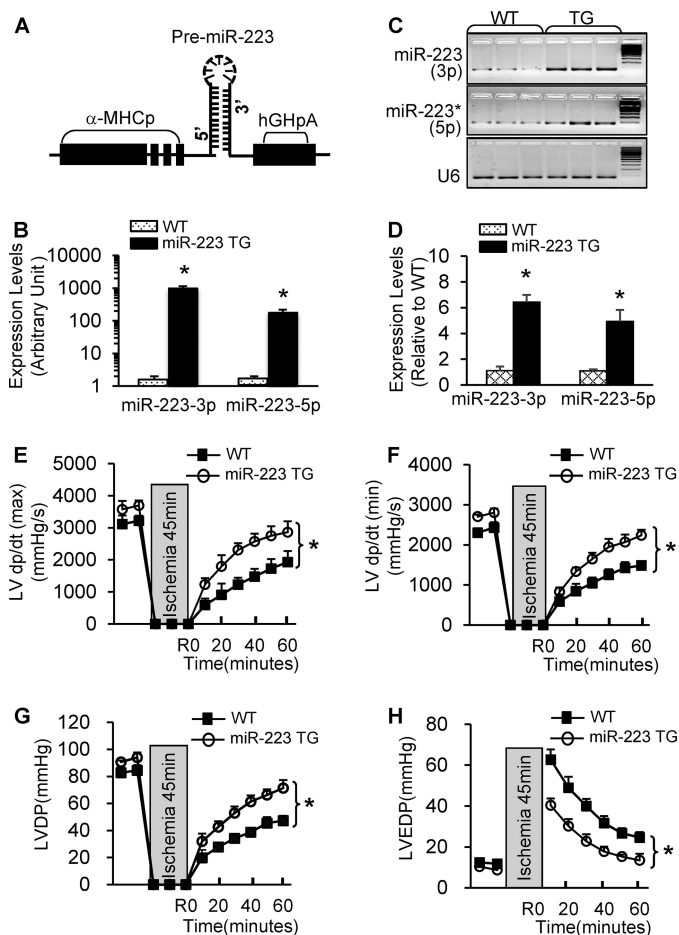 A
Pre-miR-223
T T T
5’
3’
α-MHCp
hGHpA
C
WT
TG
miR-223
(3p)
miR-223*
(5p)
U6
B
WT
miR-223 TG
Expression Levels
(Arbitrary Unit)
10000
1000
100
10
1
*
*
miR-223-3p
miR-223-5p
D
WT
miR-223 TG
Expression Levels
(Relative to WT)
10
8
6
4
2
0
*
*
miR-223-3p
miR-223-5p
E
WT
miR-223 TG
LV dp/dt (max)
(mmHg/s)
5000
4000
3000
2000
1000
0
Ischemia 45min
*
R0 20 40 60
Time(minutes)
F
WT
miR-223 TG
LV dp/dt (min)
(mmHg/s)
4000
3000
2000
1000
0
Ischemia 45min
*
R0 20 40 60
Time(minutes)
G
WT
miR-223 TG
LVDP(mmHg)
120
100
80
60
40
20
0
Ischemia 45min
*
R0 20 40 60
Time(minutes)
H
WT
miR-223 TG
LVEDP(mmHg)
80
60
40
20
0
Ischemia 45min
*
R0 20 40 60
Time(minutes)